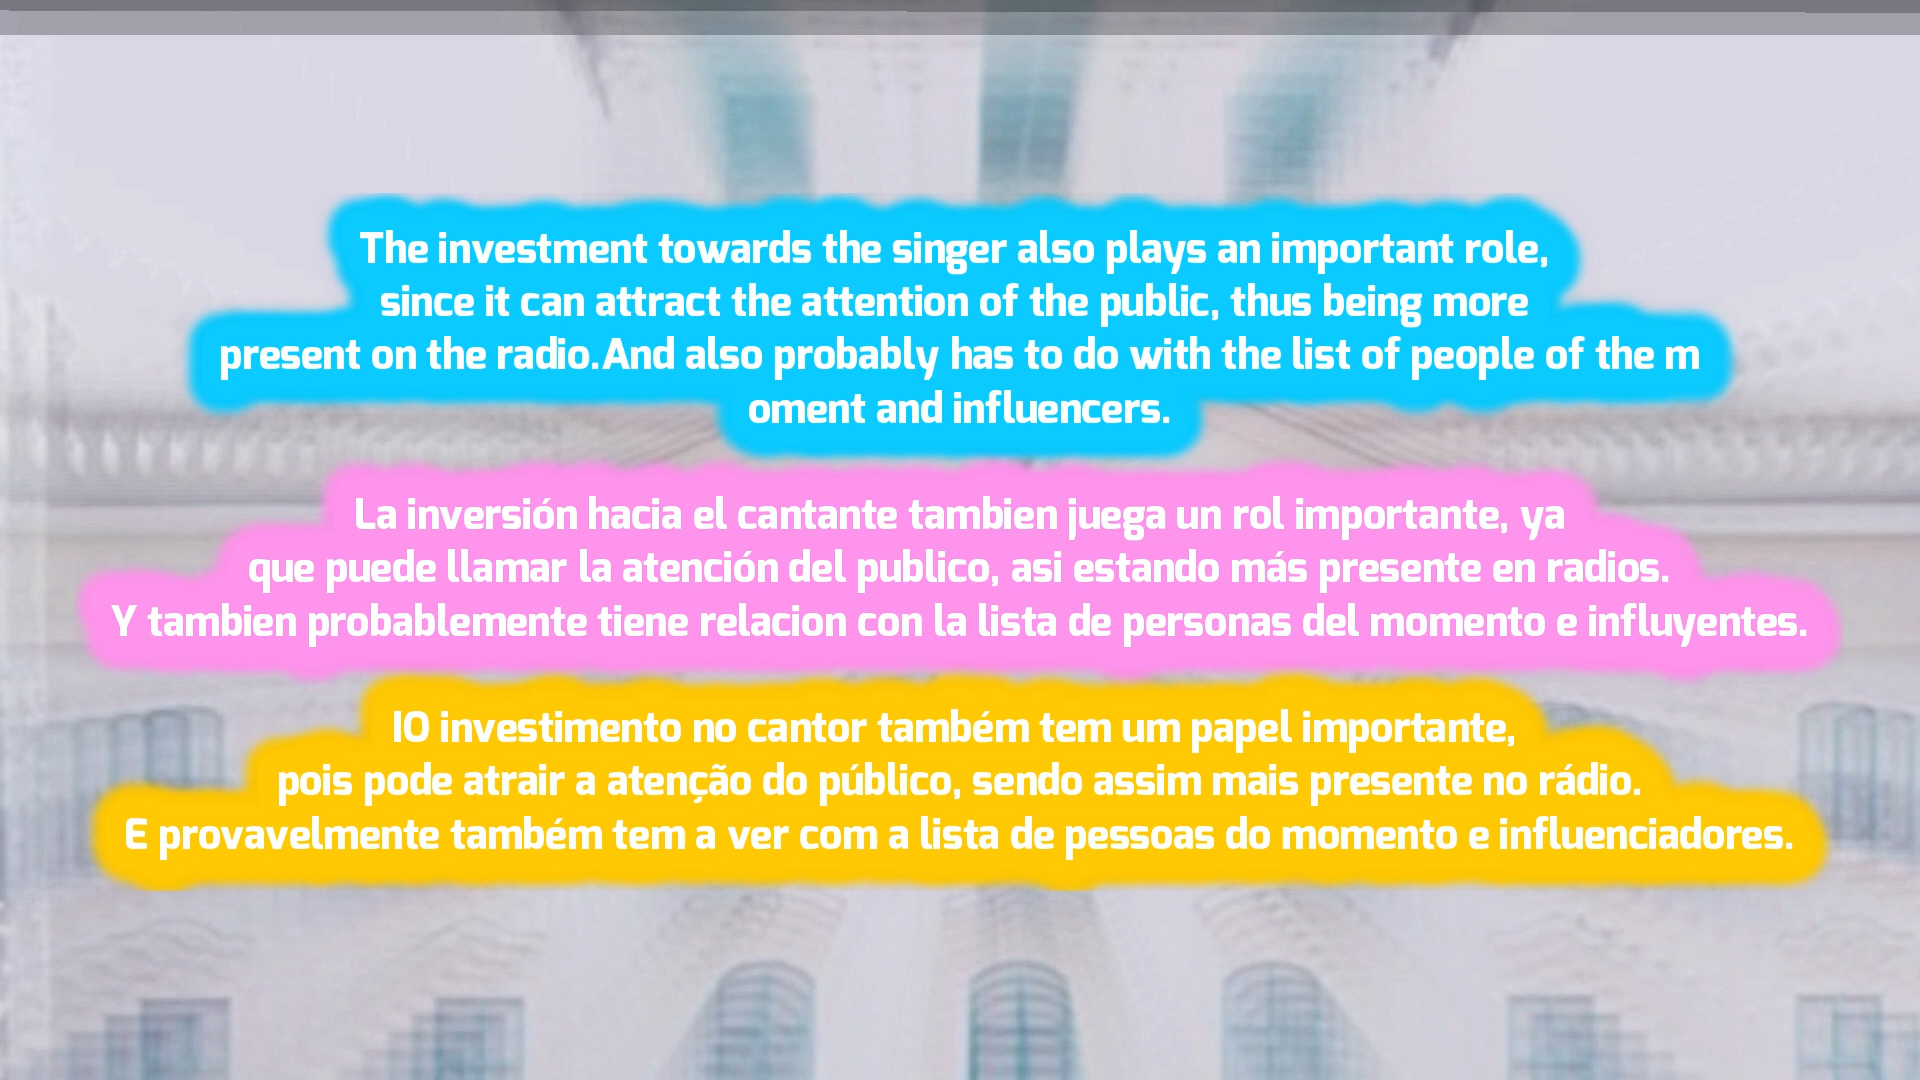 The investment towards the singer also plays an important role,
since it can attract the attention of the public, thus being more
present on the radio.And also probably has to do with the list of people of the m
oment and influencers.
La inversión hacia el cantante tambien juega un rol importante, ya
que puede llamar la atención del publico, asi estando más presente en radios.
Y tambien probablemente tiene relacion con la lista de personas del momento e influyentes.
IO investimento no cantor também tem um papel importante,
pois pode atrair a atenção do público, sendo assim mais presente no rádio.
E provavelmente também tem a ver com a lista de pessoas do momento e influenciadores.